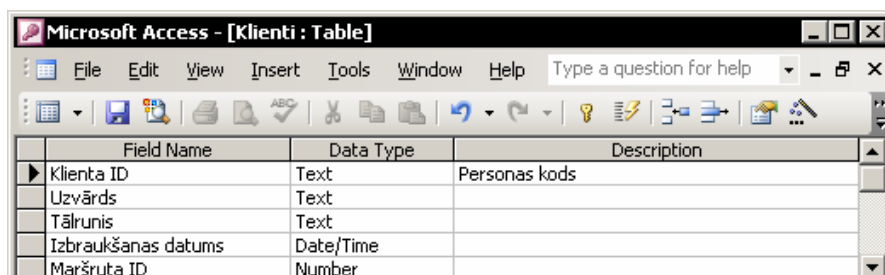 Microsoft Access - [Klienti : Table]
File Edit View Insert Tools Window Help Type a question for help
ABC
Field Name Data Type Description
Klienta ID Text Personas kods
Uzvārds Text
Tālrunis Text
Izbraukšanas datums Date/Time
Maršruta ID Number